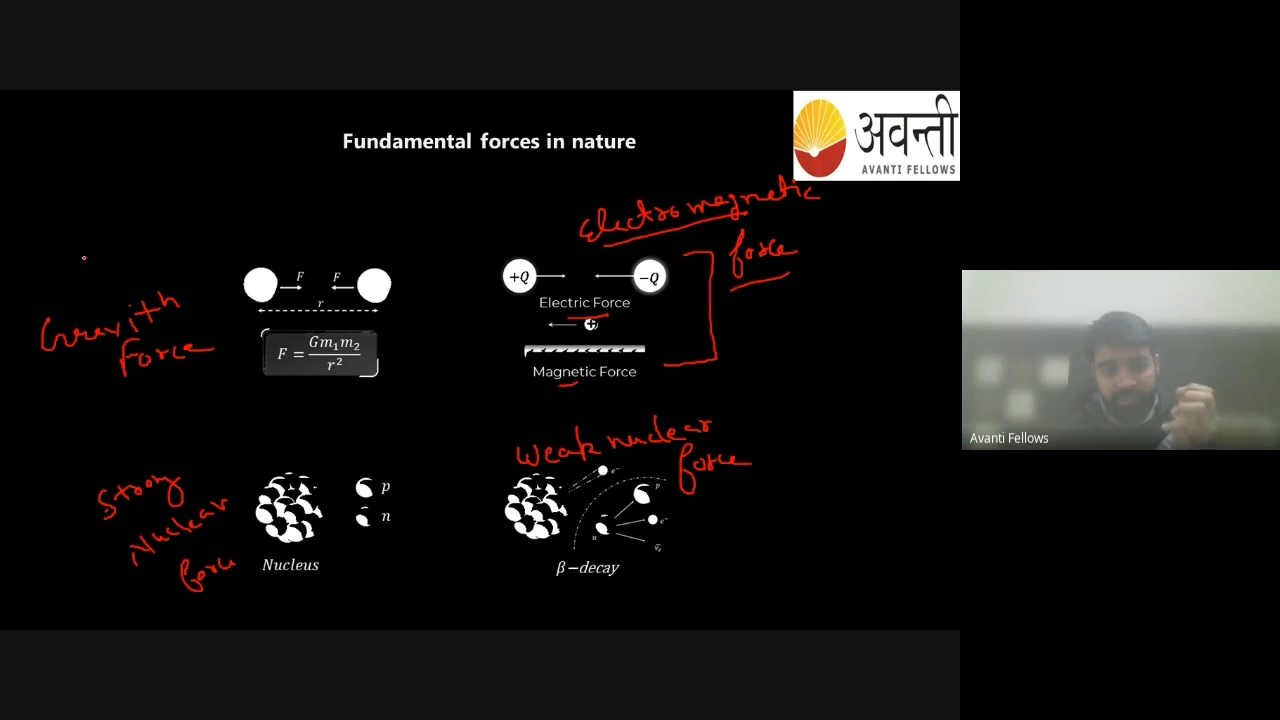 Fundamental forces in nature
अवन्ती
AVANTI FELLOWS
Electromagnetic
force
Gravith
Force
F F
r
F = Gm₁m₂ / r²
+Q −Q
Electric Force
+
Magnetic Force
Strong
Nuclear
force
p
n
Nucleus
Weak nuclear
force
e⁻
p
n
e⁻
β−decay
Avanti Fellows